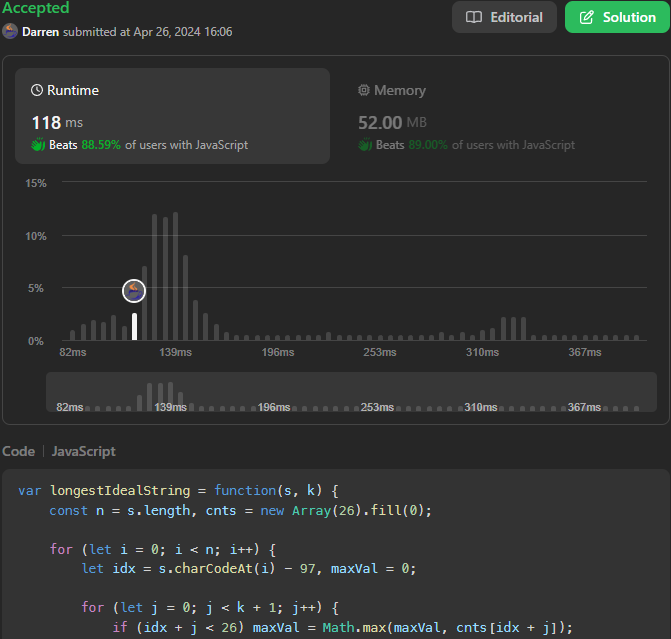 Accepted
Editorial
Solution
Darren submitted at Apr 26, 2024 16:06
Runtime
Memory
118 ms
52.00 MB
Beats 88.59% of users with JavaScript
Beats 89.00% of users with JavaScript
15%
10%
5%
0%
82ms 139ms 196ms 253ms 310ms 367ms
82ms 139ms 196ms 253ms 310ms 367ms
Code | JavaScript
var longestIdealString = function(s, k) {
    const n = s.length, cnts = new Array(26).fill(0);
    for (let i = 0; i < n; i++) {
        let idx = s.charCodeAt(i) - 97, maxVal = 0;
        for (let j = 0; j < k + 1; j++) {
            if (idx + j < 26) maxVal = Math.max(maxVal, cnts[idx + j]);